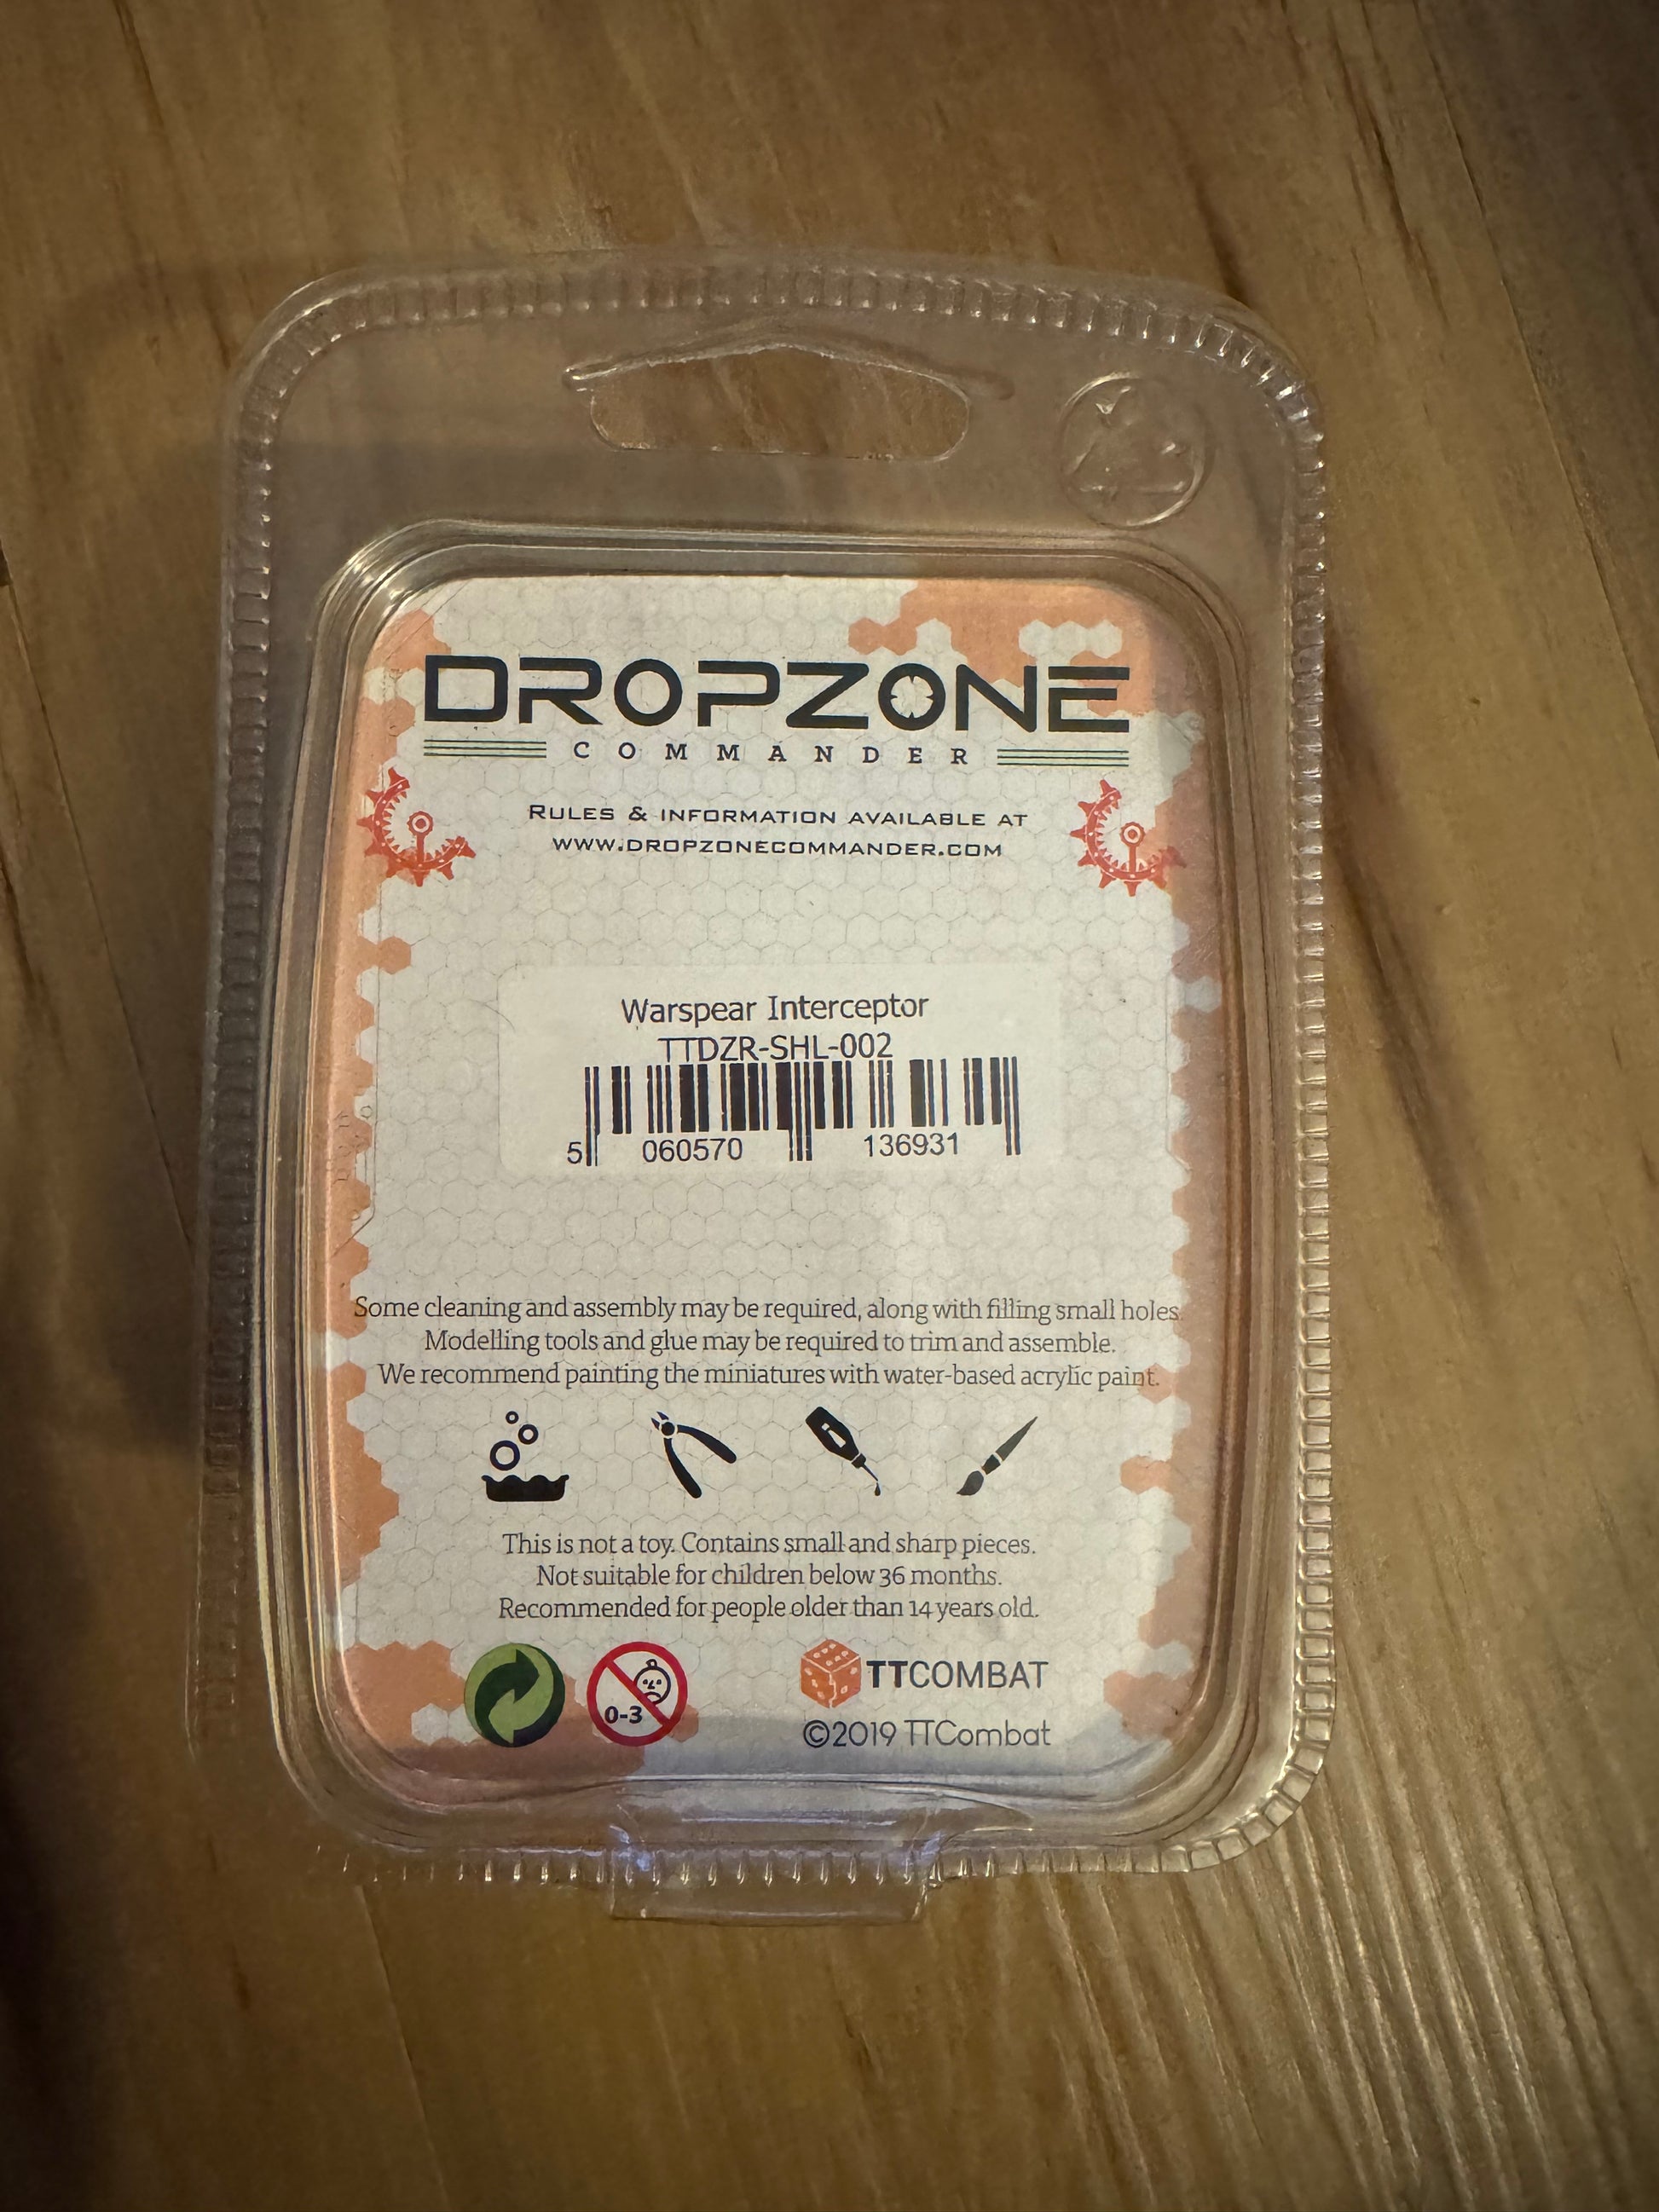 DROPZONE
COMMANDER
RULES & INFORMATION AVAILABLE AT
WWW.DROPZONECOMMANDER.COM
Warspear Interceptor
TTDZR-SHL-002
5 060570 136931
Some cleaning and assembly may be required, along with filling small holes.
Modelling tools and glue may be required to trim and assemble.
We recommend painting the miniatures with water-based acrylic paint.
This is not a toy. Contains small and sharp pieces.
Not suitable for children below 36 months.
Recommended for people older than 14 years old.
0-3
TTCOMBAT
©2019 TTCombat